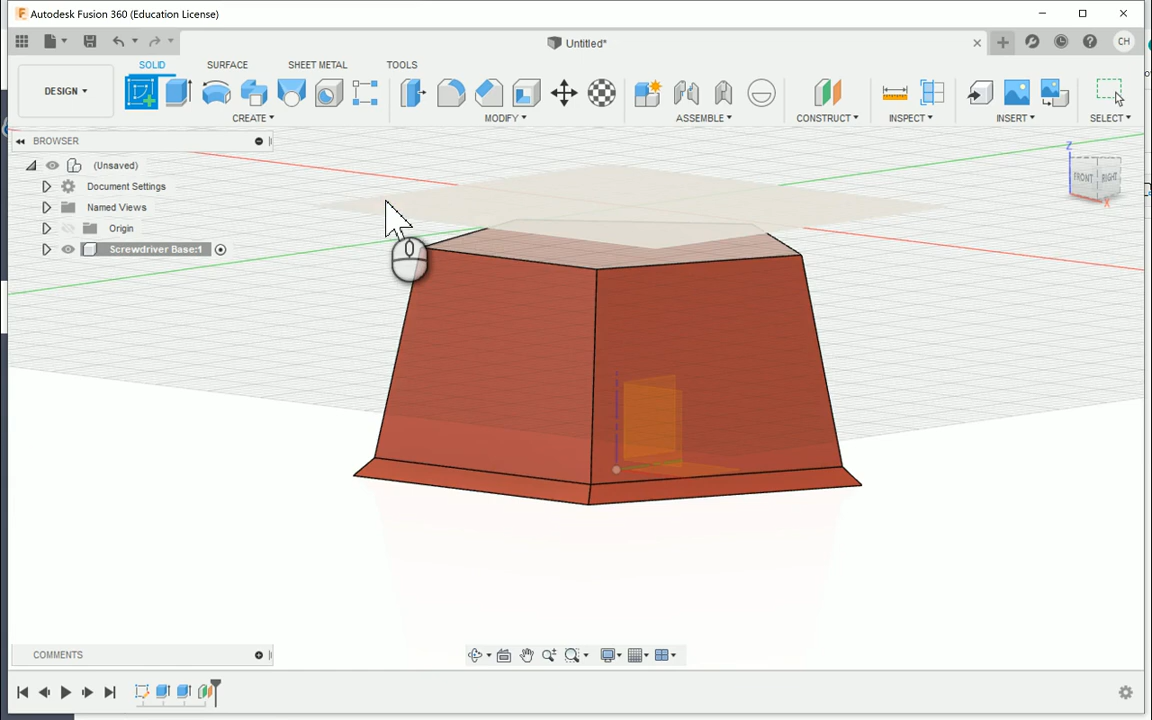 Autodesk Fusion 360 (Education License)
Untitled*
CH
SOLID SURFACE SHEET METAL TOOLS
DESIGN
CREATE MODIFY ASSEMBLE CONSTRUCT INSPECT INSERT SELECT
BROWSER
(Unsaved)
Document Settings
Named Views
Origin
Screwdriver Base:1
Z
FRONT RIGHT
X
COMMENTS